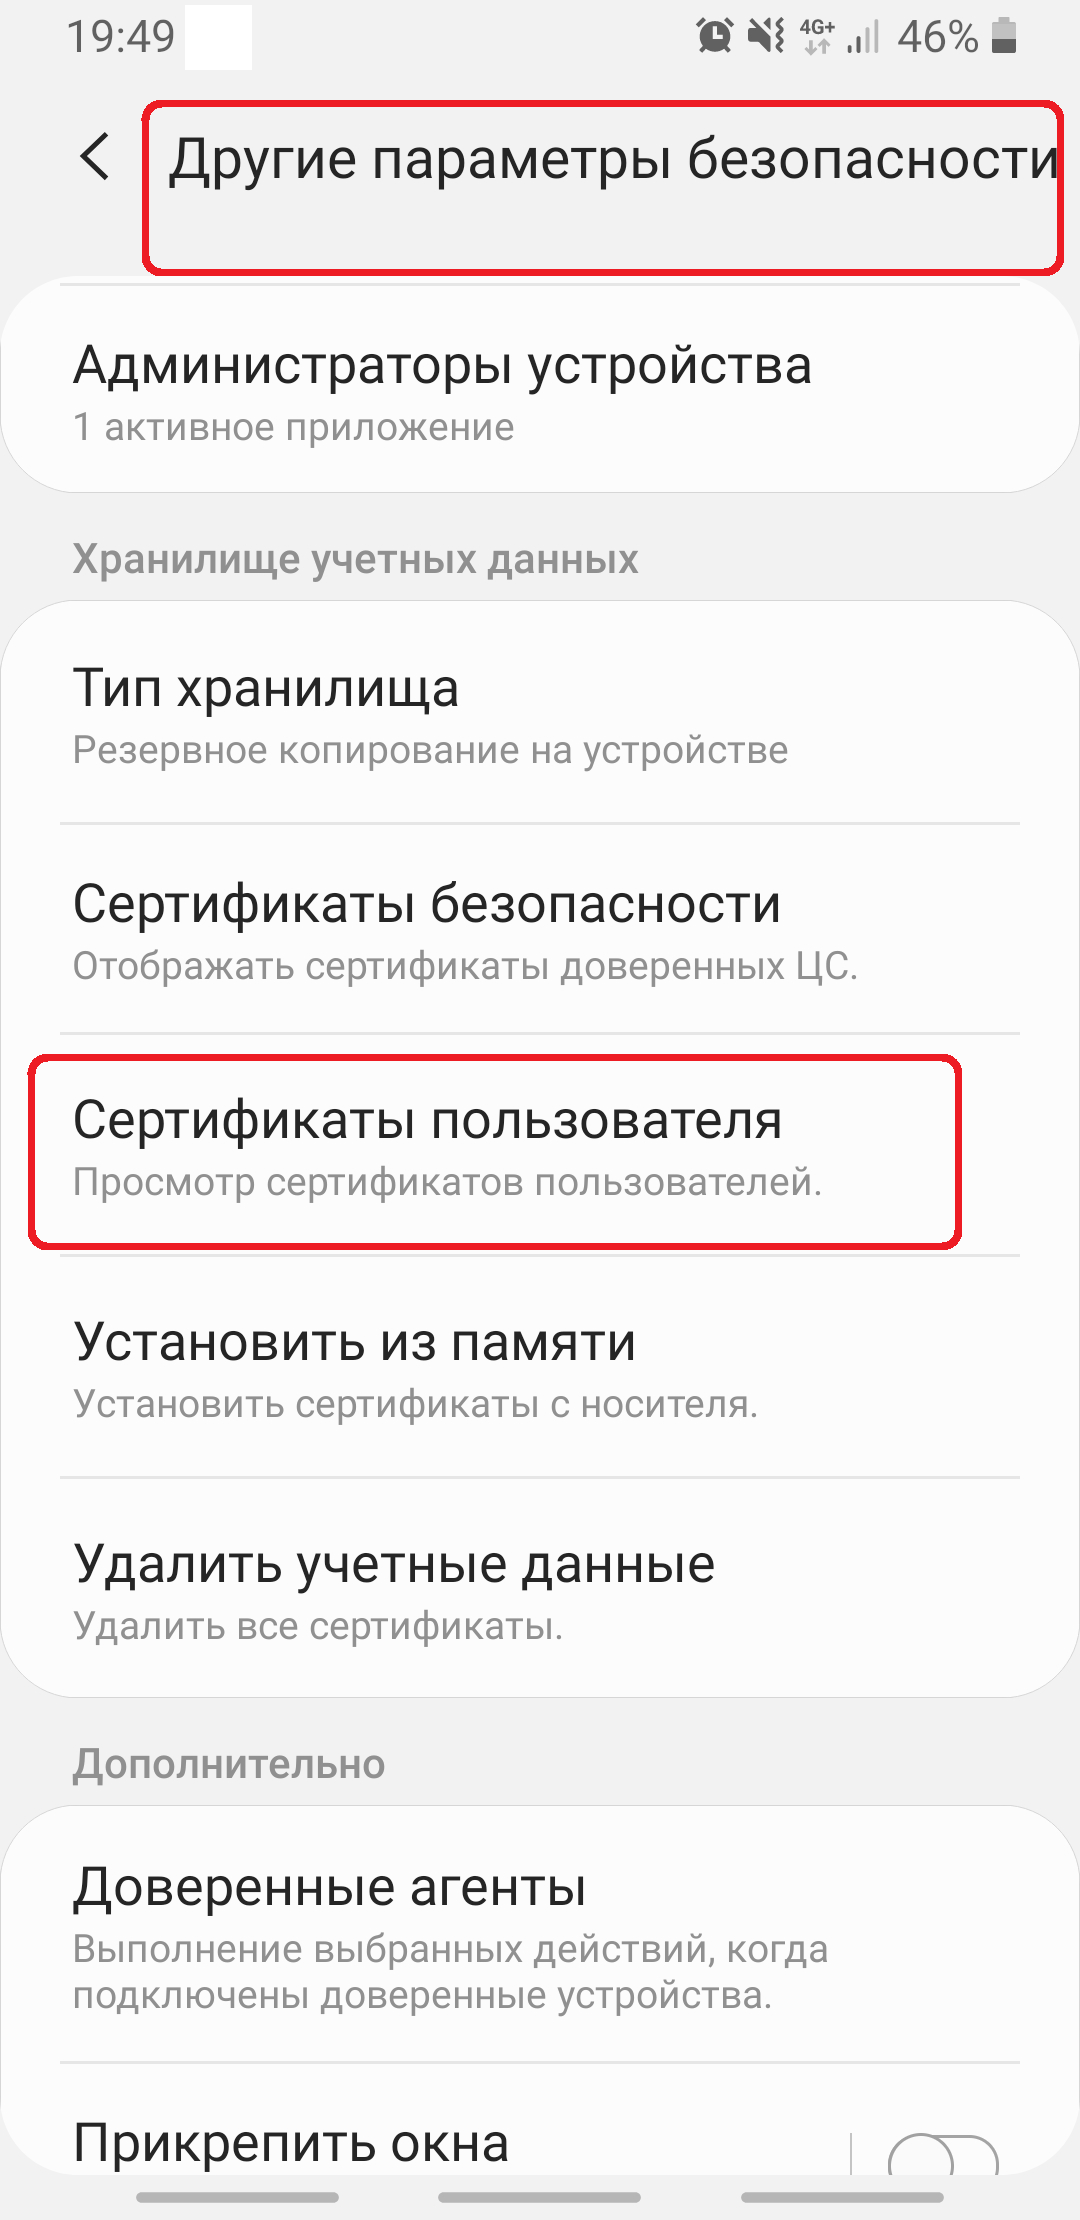 19:49 4G+ 46%
Другие параметры безопасности
Администраторы устройства
1 активное приложение
Хранилище учетных данных
Тип хранилища
Резервное копирование на устройстве
Сертификаты безопасности
Отображать сертификаты доверенных ЦС.
Сертификаты пользователя
Просмотр сертификатов пользователей.
Установить из памяти
Установить сертификаты с носителя.
Удалить учетные данные
Удалить все сертификаты.
Дополнительно
Доверенные агенты
Выполнение выбранных действий, когда
подключены доверенные устройства.
Прикрепить окна